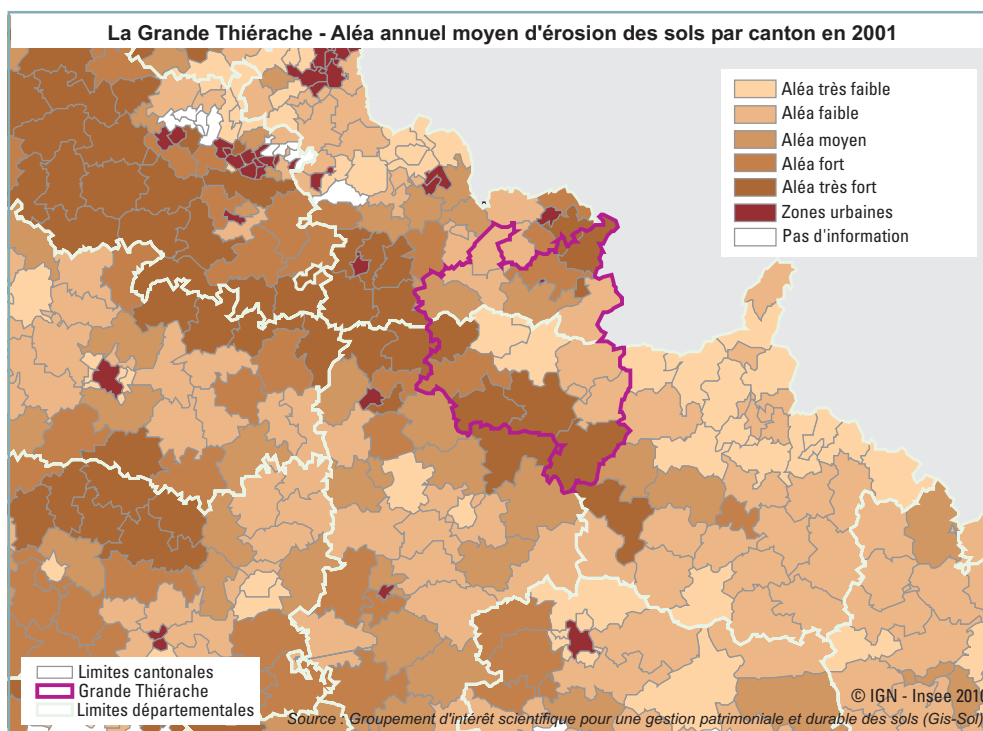 La Grande Thiérache - Aléa annuel moyen d'érosion des sols par canton en 2001
Aléa très faible
Aléa faible
Aléa moyen
Aléa fort
Aléa très fort
Zones urbaines
Pas d'information
Limites cantonales
Grande Thiérache
Limites départementales
© IGN - Insee 2010
Source : Groupement d'intérêt scientifique pour une gestion patrimoniale et durable des sols (Gis-Sol)